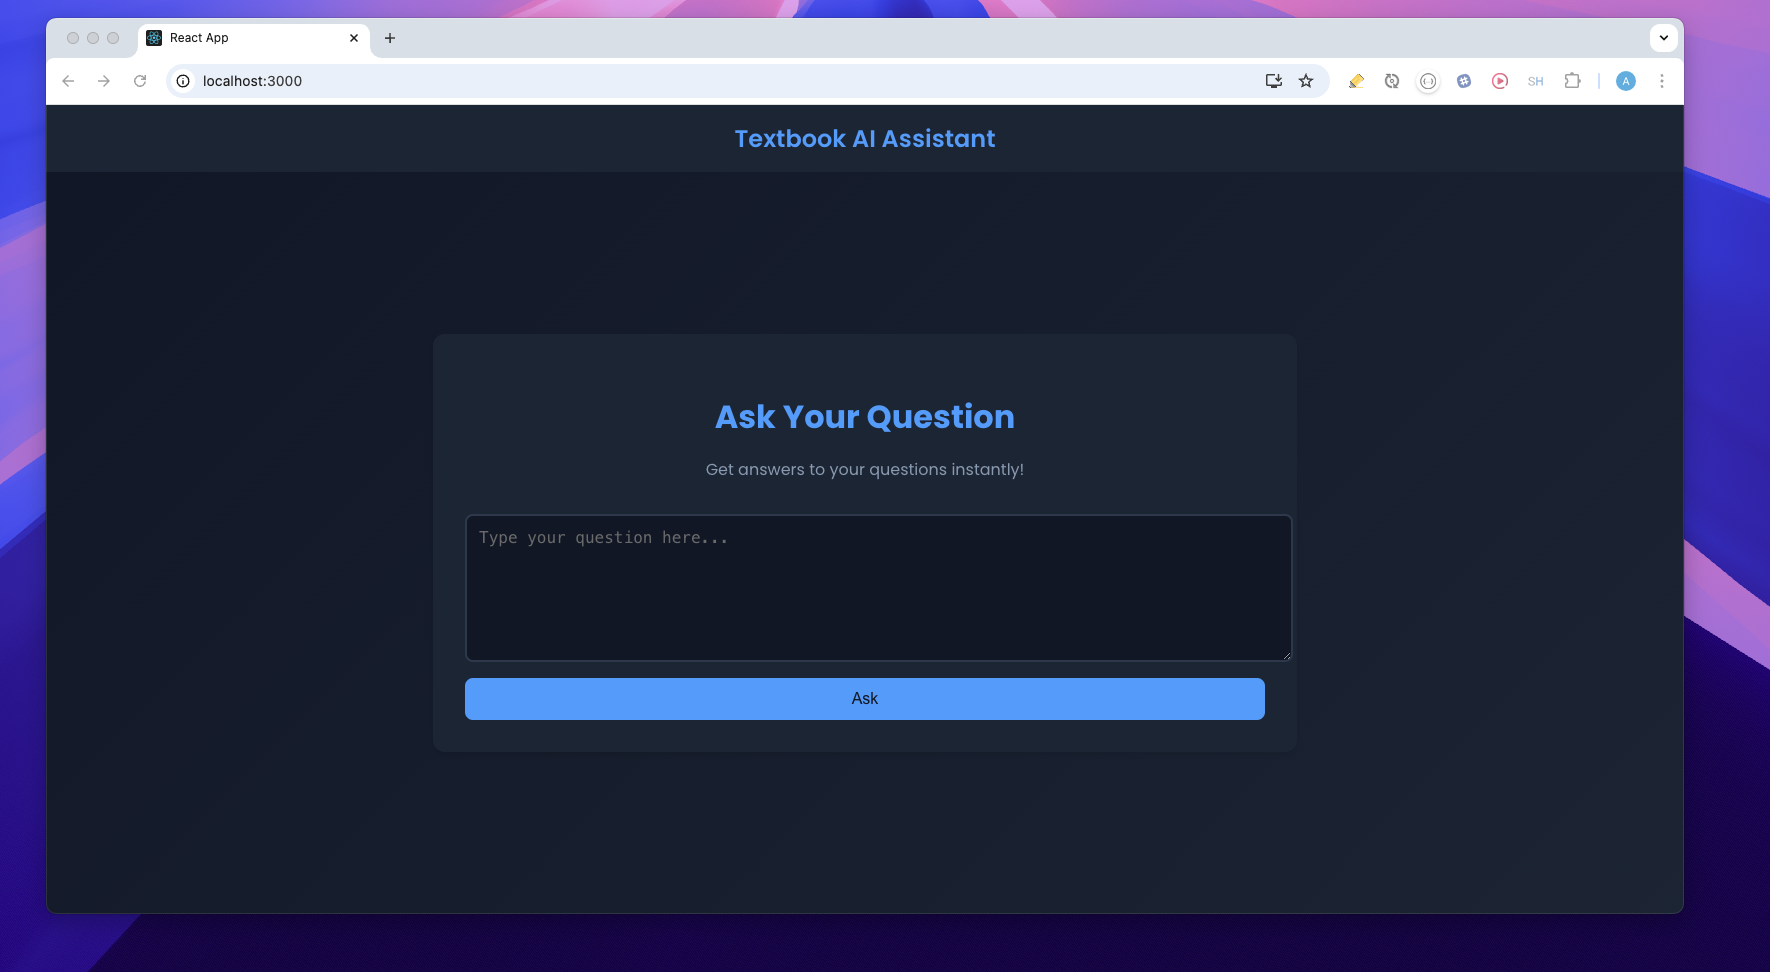 React App
localhost:3000
SH
A
Textbook AI Assistant
Ask Your Question
Get answers to your questions instantly!
Type your question here...
Ask